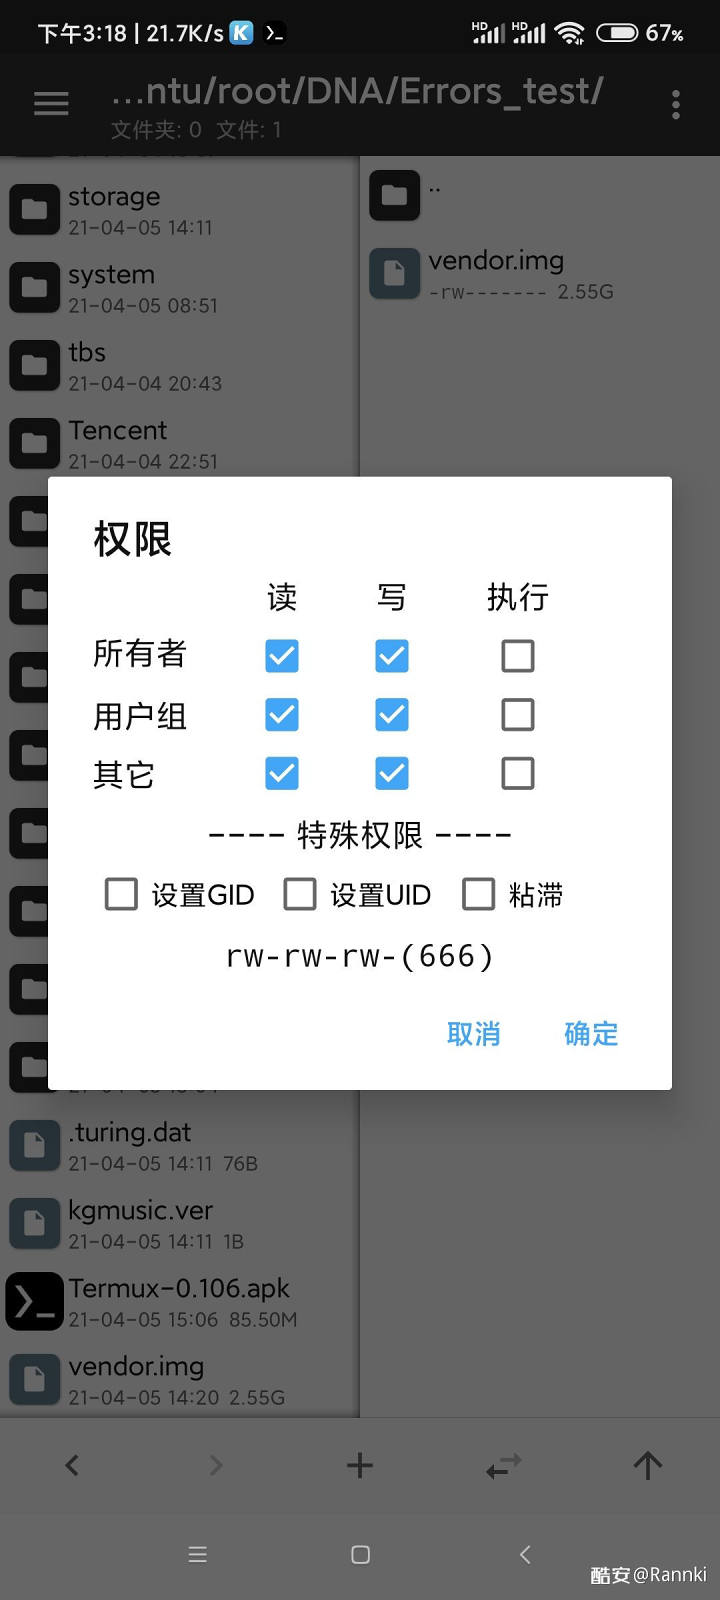 下午3:18 | 21.7K/s K >_ HD HD 67%
...ntu/root/DNA/Errors_test/
文件夹: 0 文件: 1
storage
21-04-05 14:11
system
21-04-05 08:51
tbs
21-04-04 20:43
Tencent
21-04-04 22:51
..
vendor.img
-rw------- 2.55G
权限
读 写 执行
所有者
用户组
其它
---- 特殊权限 ----
设置GID 设置UID 粘滞
rw-rw-rw-(666)
取消 确定
.turing.dat
21-04-05 14:11 76B
kgmusic.ver
21-04-05 14:11 1B
Termux-0.106.apk
21-04-05 15:06 85.50M
vendor.img
21-04-05 14:20 2.55G
酷安@Rannki